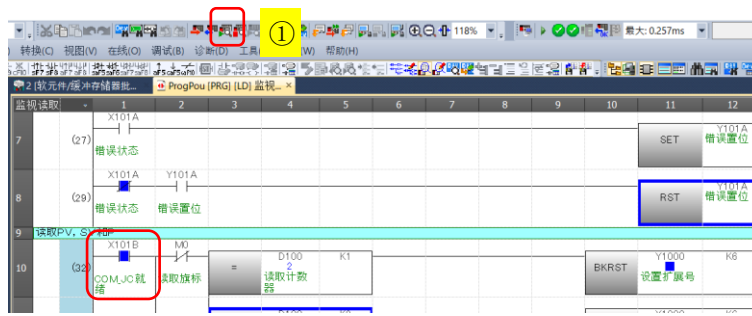 118%
最大: 0.257ms
①
转换(C) 视图(V) 在线(O) 调试(B) 诊断(D) 工具 (W) 帮助(H)
2 [软元件/缓冲存储器批... ProgPou [PRG] [LD] 监视... ×
监视读取 1 2 3 4 5 6 7 8 9 10 11 12
X101A Y101A
7 (27) SET 错误置位
错误状态
X101A Y101A Y101A
8 (29) RST 错误置位
错误状态 错误置位
9 读取PV, S
X101B M0 D100 K1 Y1000 K6
10 (32) = 2 BKRST
COM_JC就绪 读取旗标 读取计数器 设置扩展号